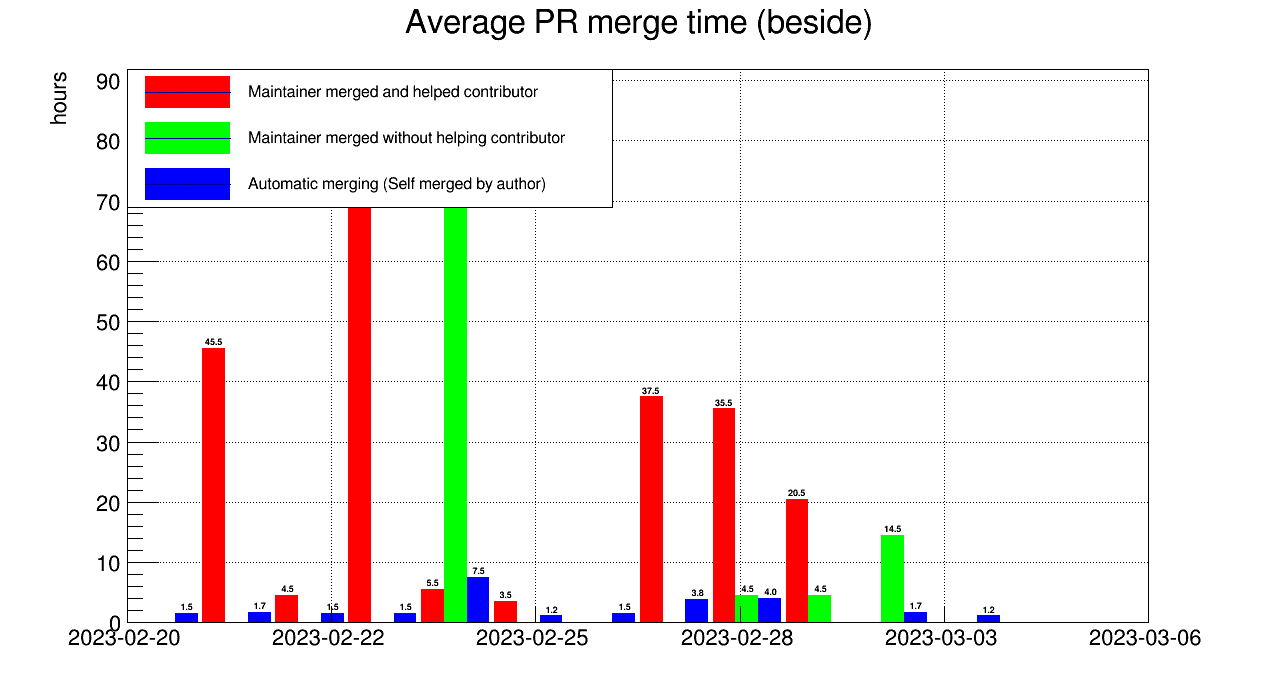 Average PR merge time (beside)
hours
90
80
70
60
50
40
30
20
10
0
Maintainer merged and helped contributor
Maintainer merged without helping contributor
Automatic merging (Self merged by author)
1.5 45.5 1.7 4.5 1.5 1.5 5.5 7.5 3.5 1.2 1.5 37.5 3.8 35.5 4.5 4.0 20.5 4.5 14.5 1.7 1.2
2023-02-20 2023-02-22 2023-02-25 2023-02-28 2023-03-03 2023-03-06